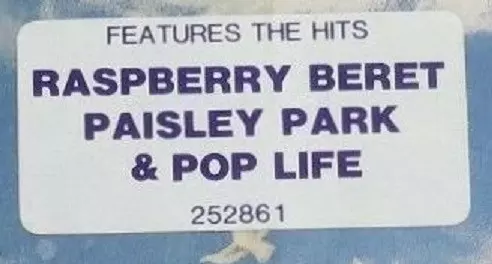 FEATURES THE HITS
RASPBERRY BERET
PAISLEY PARK
& POP LIFE
252861